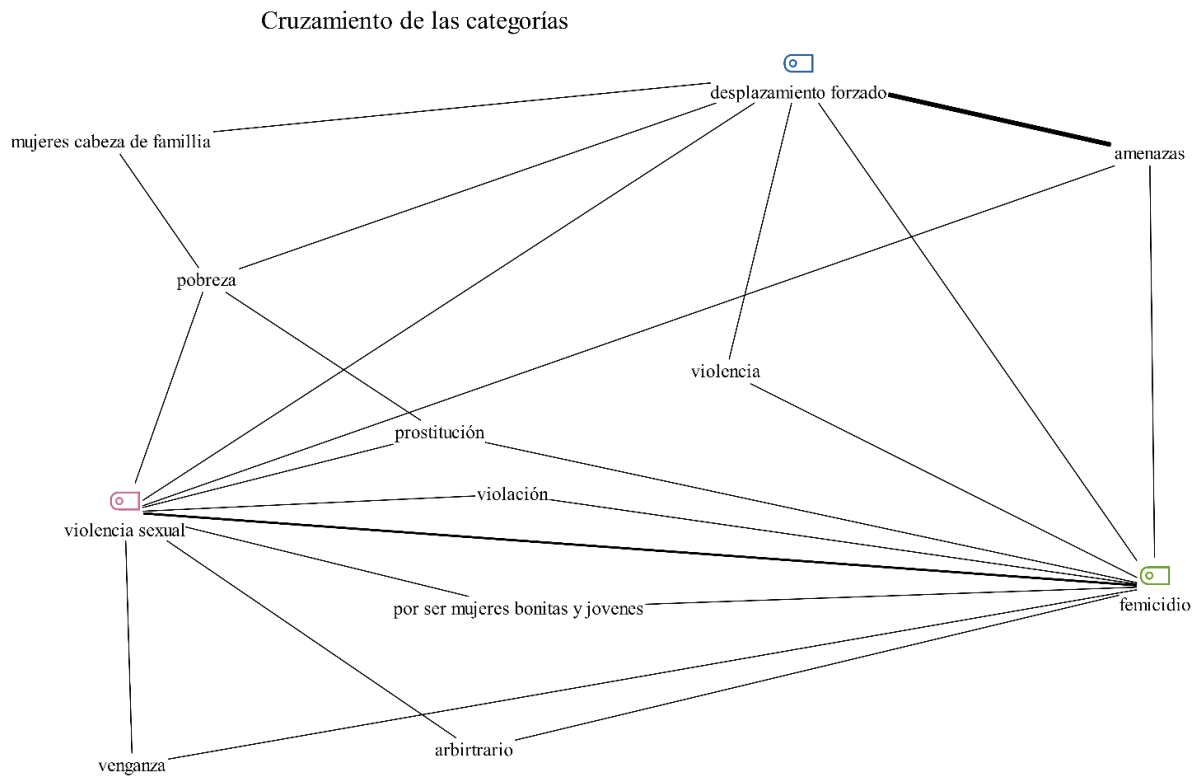 Cruzamiento de las categorías
desplazamiento forzado
mujeres cabeza de famillia
amenazas
pobreza
violencia
prostitución
violación
violencia sexual
por ser mujeres bonitas y jovenes
femicidio
arbirtrario
venganza